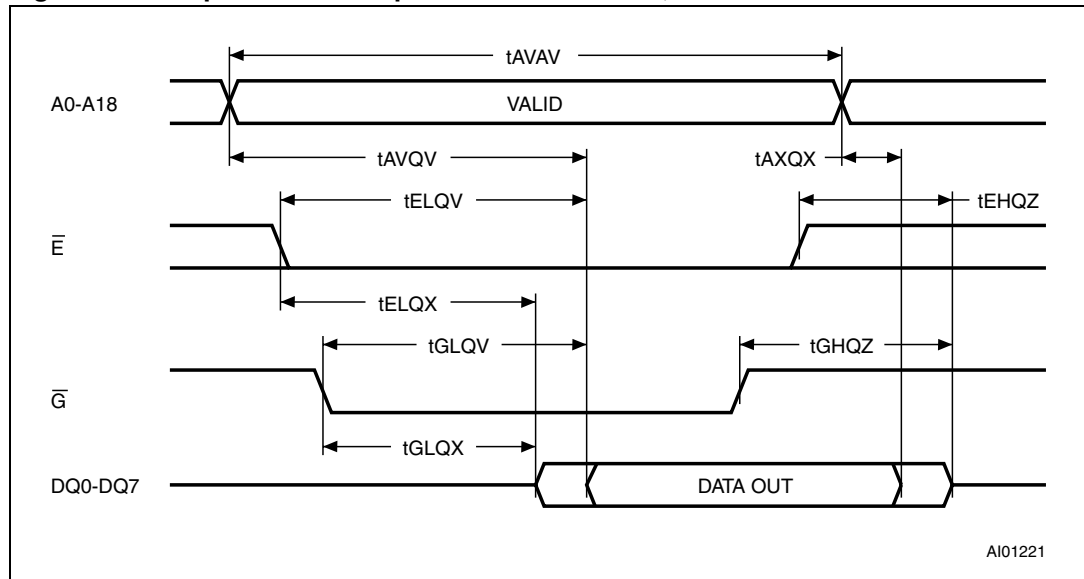 tAVAV
A0-A18
VALID
tAVQV
tAXQX
tELQV
tEHQZ
E̅
tELQX
tGLQV
tGHQZ
G̅
tGLQX
DQ0-DQ7
DATA OUT
AI01221